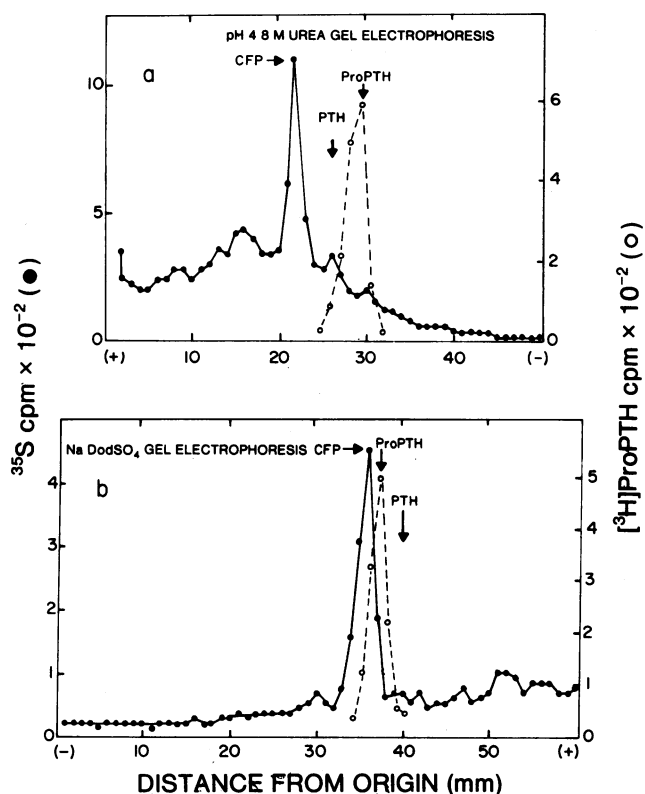 pH 4 8 M UREA GEL ELECTROPHORESIS
a
CFP
ProPTH
PTH
10
5
0
6
4
2
0
(+) 10 20 30 40 (-)
³⁵S cpm × 10⁻² (●)
[³H]ProPTH cpm × 10⁻² (○)
Na DodSO₄ GEL ELECTROPHORESIS CFP
ProPTH
b
PTH
4
3
2
1
0
5
4
3
2
1
0
(-) 10 20 30 40 50 (+)
DISTANCE FROM ORIGIN (mm)